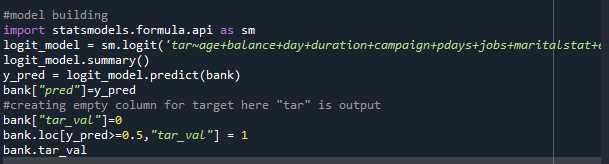 #model building
import statsmodels.formula.api as sm
logit_model = sm.logit('tar~age+balance+day+duration+campaign+pdays+jobs+maritalstat+e
logit_model.summary()
y_pred = logit_model.predict(bank)
bank["pred"]=y_pred
#creating empty column for target here "tar" is output
bank["tar_val"]=0
bank.loc[y_pred>=0.5,"tar_val"] = 1
bank.tar_val